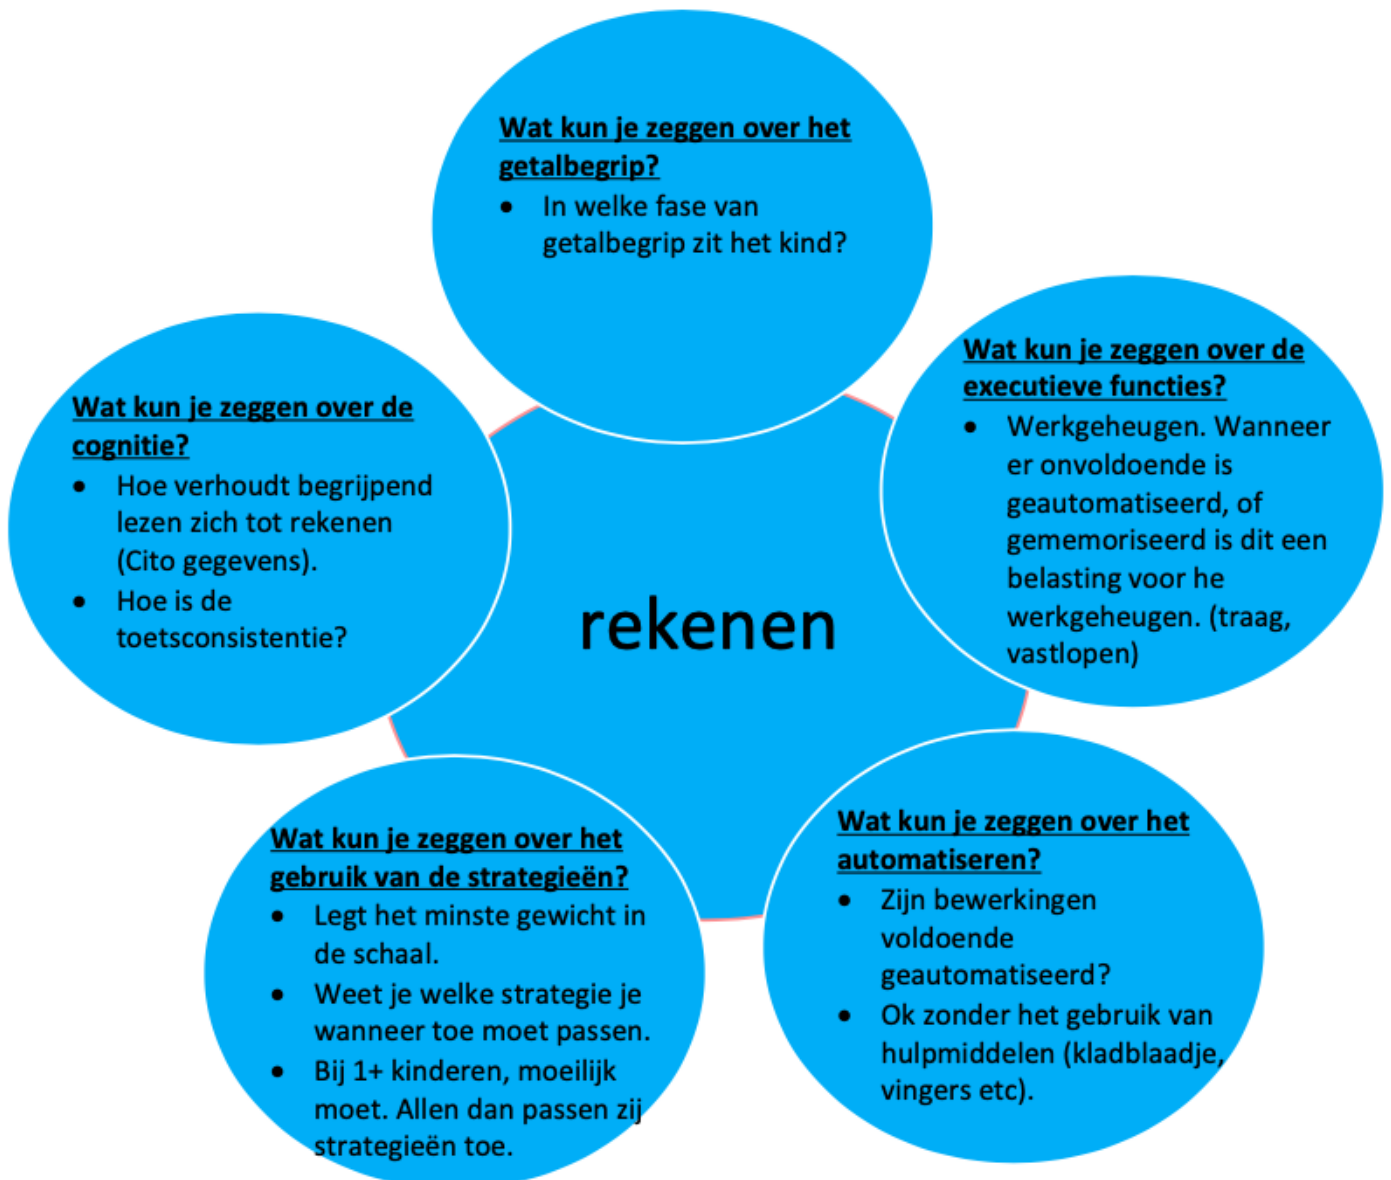 Wat kun je zeggen over het
getalbegrip?
• In welke fase van
getalbegrip zit het kind?
Wat kun je zeggen over de
executieve functies?
• Werkgeheugen. Wanneer
er onvoldoende is
geautomatiseerd, of
gememoriseerd is dit een
belasting voor he
werkgeheugen. (traag,
vastlopen)
Wat kun je zeggen over de
cognitie?
• Hoe verhoudt begrijpend
lezen zich tot rekenen
(Cito gegevens).
• Hoe is de
toetsconsistentie?
rekenen
Wat kun je zeggen over het
automatiseren?
• Zijn bewerkingen
voldoende
geautomatiseerd?
• Ok zonder het gebruik van
hulpmiddelen (kladblaadje,
vingers etc).
Wat kun je zeggen over het
gebruik van de strategieën?
• Legt het minste gewicht in
de schaal.
• Weet je welke strategie je
wanneer toe moet passen.
• Bij 1+ kinderen, moeilijk
moet. Allen dan passen zij
strategieën toe.